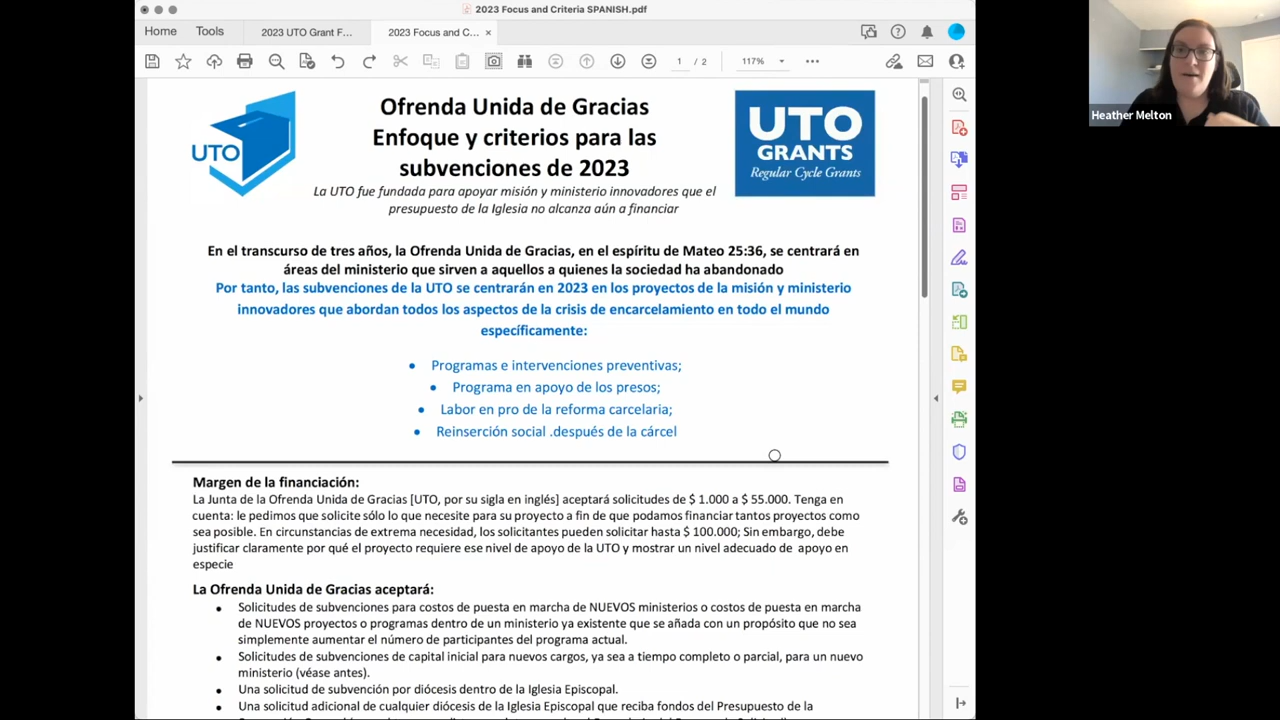 2023 Focus and Criteria SPANISH.pdf
Home
Tools
2023 UTO Grant F...
2023 Focus and C...
1 / 2
117%
Heather Melton
UTO
Ofrenda Unida de Gracias
Enfoque y criterios para las
subvenciones de 2023
La UTO fue fundada para apoyar misión y ministerio innovadores que el
presupuesto de la Iglesia no alcanza aún a financiar
UTO
GRANTS
Regular Cycle Grants
En el transcurso de tres años, la Ofrenda Unida de Gracias, en el espíritu de Mateo 25:36, se centrará en
áreas del ministerio que sirven a aquellos a quienes la sociedad ha abandonado
Por tanto, las subvenciones de la UTO se centrarán en 2023 en los proyectos de la misión y ministerio
innovadores que abordan todos los aspectos de la crisis de encarcelamiento en todo el mundo
específicamente:
• Programas e intervenciones preventivas;
• Programa en apoyo de los presos;
• Labor en pro de la reforma carcelaria;
• Reinserción social .después de la cárcel
Margen de la financiación:
La Junta de la Ofrenda Unida de Gracias [UTO, por su sigla en inglés] aceptará solicitudes de $ 1.000 a $ 55.000. Tenga en
cuenta: le pedimos que solicite sólo lo que necesite para su proyecto a fin de que podamos financiar tantos proyectos como
sea posible. En circunstancias de extrema necesidad, los solicitantes pueden solicitar hasta $ 100.000; Sin embargo, debe
justificar claramente por qué el proyecto requiere ese nivel de apoyo de la UTO y mostrar un nivel adecuado de apoyo en
especie
La Ofrenda Unida de Gracias aceptará:
• Solicitudes de subvenciones para costos de puesta en marcha de NUEVOS ministerios o costos de puesta en marcha
de NUEVOS proyectos o programas dentro de un ministerio ya existente que se añada con un propósito que no sea
simplemente aumentar el número de participantes del programa actual.
• Solicitudes de subvenciones de capital inicial para nuevos cargos, ya sea a tiempo completo o parcial, para un nuevo
ministerio (véase antes).
• Una solicitud de subvención por diócesis dentro de la Iglesia Episcopal.
• Una solicitud adicional de cualquier diócesis de la Iglesia Episcopal que reciba fondos del Presupuesto de la